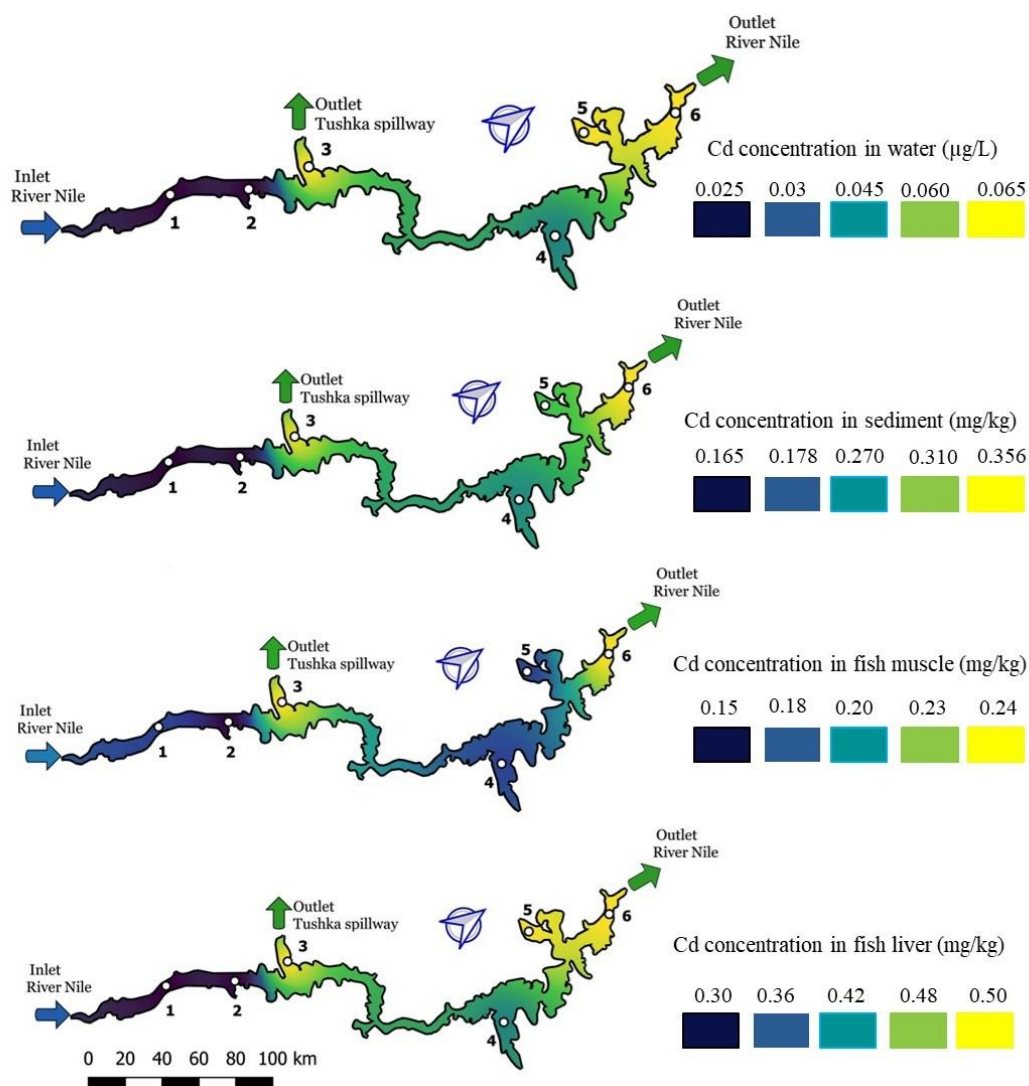 Outlet
River Nile
Outlet
Tushka spillway
5
6
3
Cd concentration in water (µg/L)
Inlet
River Nile
0.025 0.03 0.045 0.060 0.065
1 2
4
Outlet
River Nile
Outlet
Tushka spillway
5
6
3
Cd concentration in sediment (mg/kg)
Inlet
River Nile
0.165 0.178 0.270 0.310 0.356
1 2
4
Outlet
River Nile
Outlet
Tushka spillway
5
6
3
Cd concentration in fish muscle (mg/kg)
Inlet
River Nile
0.15 0.18 0.20 0.23 0.24
1 2
4
Outlet
River Nile
Outlet
Tushka spillway
5
6
3
Cd concentration in fish liver (mg/kg)
Inlet
River Nile
0.30 0.36 0.42 0.48 0.50
1 2
4
0 20 40 60 80 100 km